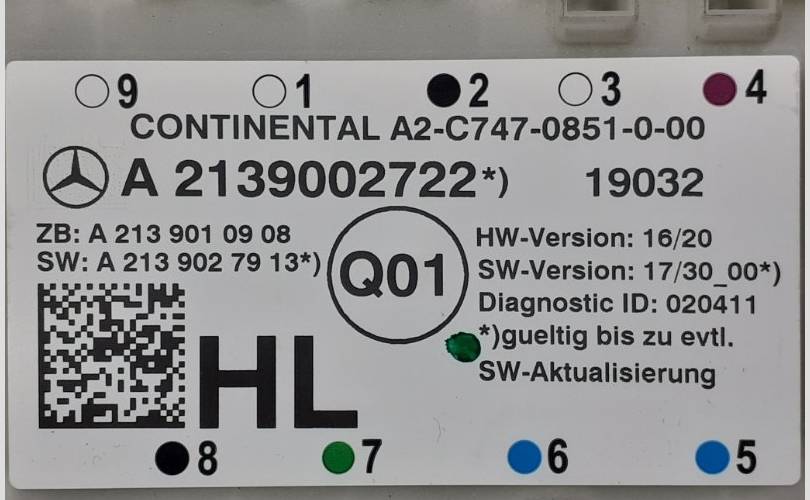 9 1 2 3 4
CONTINENTAL A2-C747-0851-0-00
A 2139002722*) 19032
ZB: A 213 901 09 08
SW: A 213 902 79 13*)
Q01
HW-Version: 16/20
SW-Version: 17/30_00*)
Diagnostic ID: 020411
*)gueltig bis zu evtl.
SW-Aktualisierung
HL
8 7 6 5